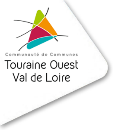 Communauté de Communes
Touraine Ouest
Val de Loire